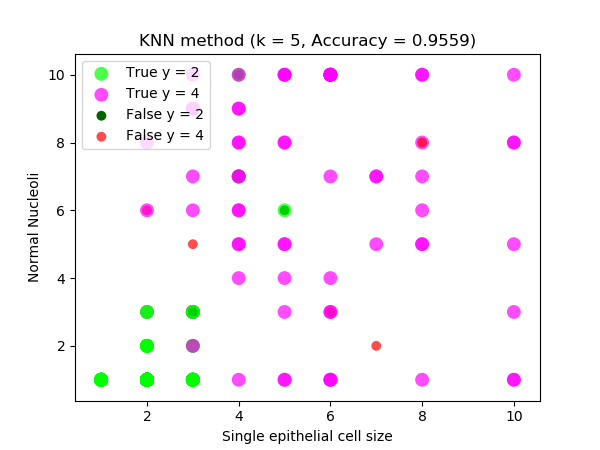 KNN method (k = 5, Accuracy = 0.9559)
True y = 2
True y = 4
False y = 2
False y = 4
10
8
6
4
2
Normal Nucleoli
2 4 6 8 10
Single epithelial cell size